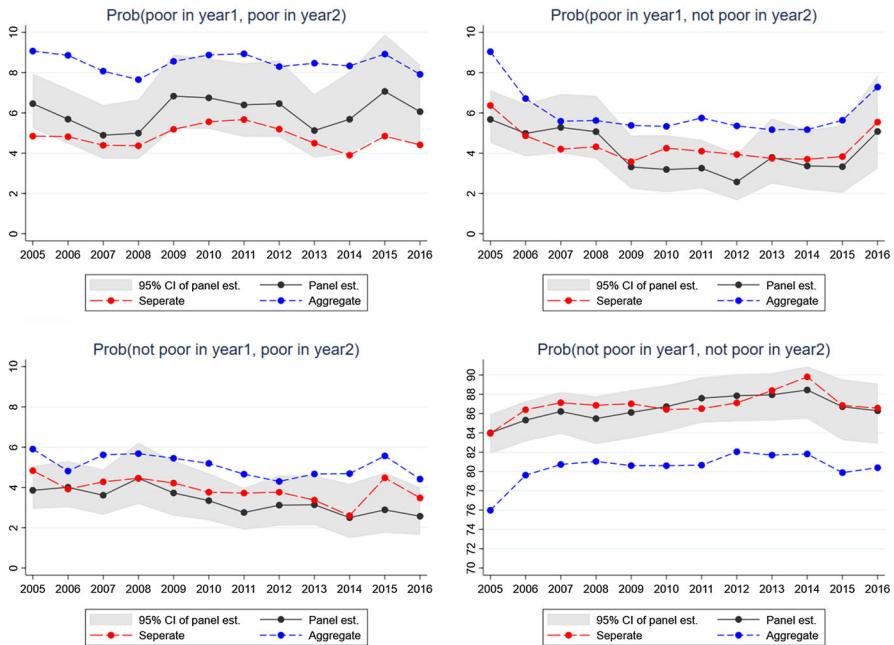 Prob(poor in year1, poor in year2)
10
8
6
4
2
0
2005 2006 2007 2008 2009 2010 2011 2012 2013 2014 2015 2016
95% CI of panel est. Panel est.
Seperate Aggregate
Prob(poor in year1, not poor in year2)
10
8
6
4
2
0
2005 2006 2007 2008 2009 2010 2011 2012 2013 2014 2015 2016
95% CI of panel est. Panel est.
Seperate Aggregate
Prob(not poor in year1, poor in year2)
10
8
6
4
2
0
2005 2006 2007 2008 2009 2010 2011 2012 2013 2014 2015 2016
95% CI of panel est. Panel est.
Seperate Aggregate
Prob(not poor in year1, not poor in year2)
90
88
86
84
82
80
78
76
74
72
70
2005 2006 2007 2008 2009 2010 2011 2012 2013 2014 2015 2016
95% CI of panel est. Panel est.
Seperate Aggregate